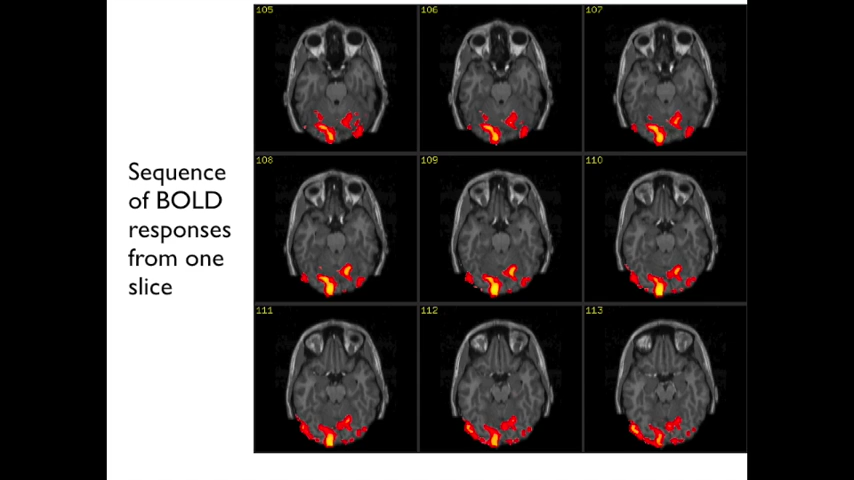 105
106
107
108
109
110
111
112
113
Sequence
of BOLD
responses
from one
slice